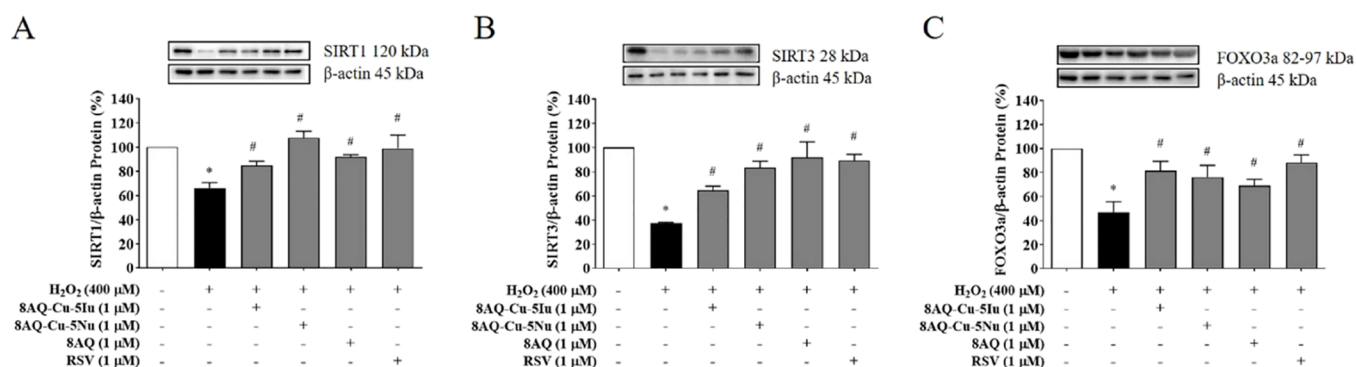 A
SIRT1 120 kDa
β-actin 45 kDa
SIRT1/β-actin Protein (%)
140
120
100
80
60
40
20
0
*
#
#
#
#
H₂O₂ (400 μM) - + + + + +
8AQ-Cu-5Iu (1 μM) - - + - - -
8AQ-Cu-5Nu (1 μM) - - - + - -
8AQ (1 μM) - - - - + -
RSV (1 μM) - - - - - +
B
SIRT3 28 kDa
β-actin 45 kDa
SIRT3/β-actin Protein (%)
140
120
100
80
60
40
20
0
*
#
#
#
#
H₂O₂ (400 μM) - + + + + +
8AQ-Cu-5Iu (1 μM) - - + - - -
8AQ-Cu-5Nu (1 μM) - - - + - -
8AQ (1 μM) - - - - + -
RSV (1 μM) - - - - - +
C
FOXO3a 82-97 kDa
β-actin 45 kDa
FOXO3a/β-actin Protein (%)
140
120
100
80
60
40
20
0
*
#
#
#
#
H₂O₂ (400 μM) - + + + + +
8AQ-Cu-5Iu (1 μM) - - + - - -
8AQ-Cu-5Nu (1 μM) - - - + - -
8AQ (1 μM) - - - - + -
RSV (1 μM) - - - - - +